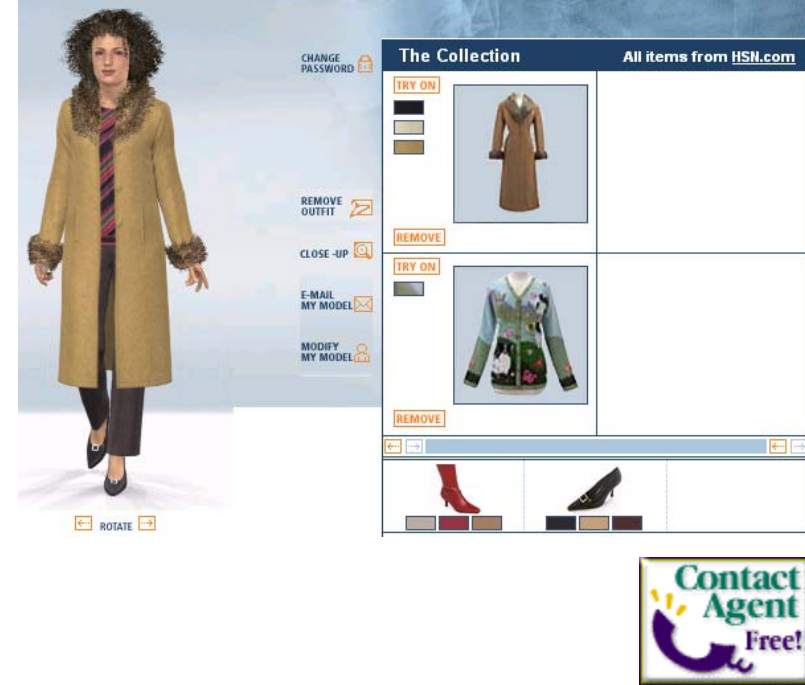 CHANGE
PASSWORD
The Collection
All items from HSN.com
TRY ON
REMOVE
OUTFIT
REMOVE
CLOSE -UP
TRY ON
E-MAIL
MY MODEL
MODIFY
MY MODEL
REMOVE
ROTATE
Contact
Agent
Free!